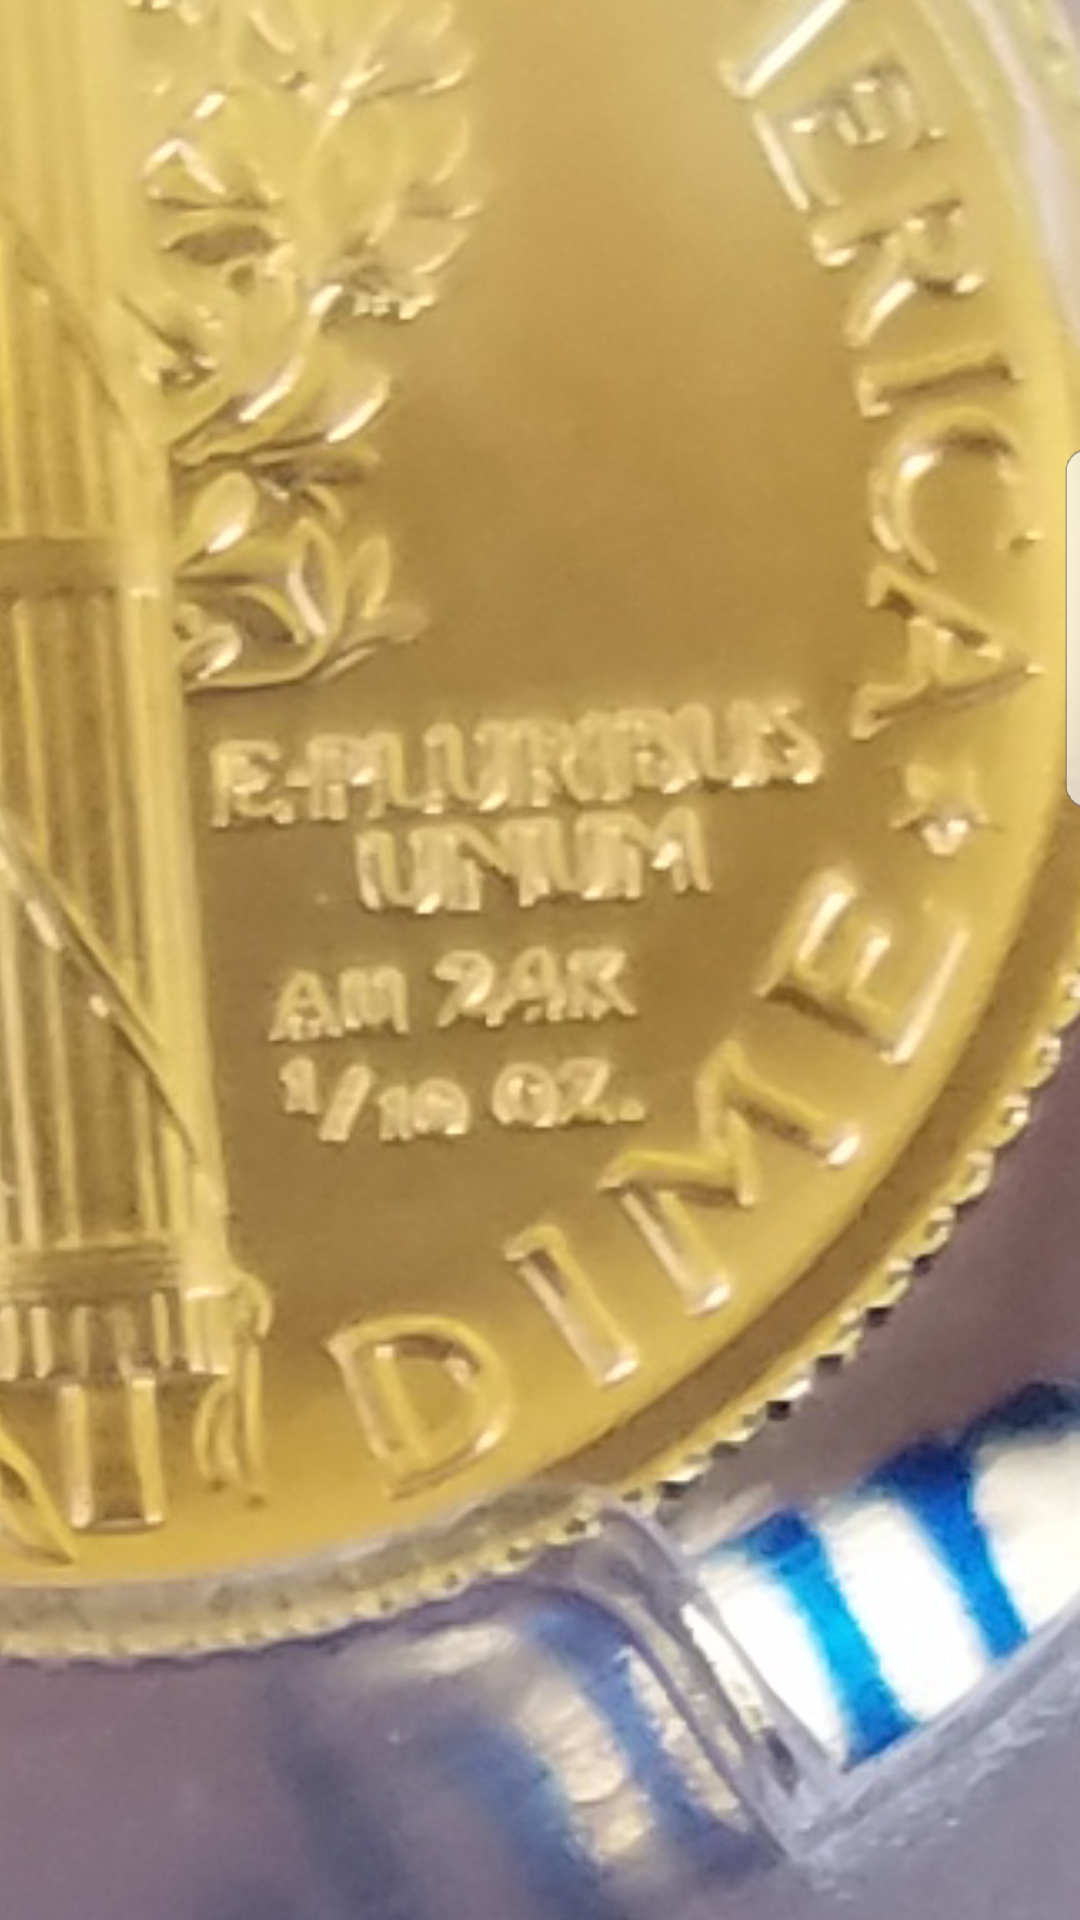 ERICA
E·PLURIBUS
UNUM
AU 24K
1/10 OZ.
DIME